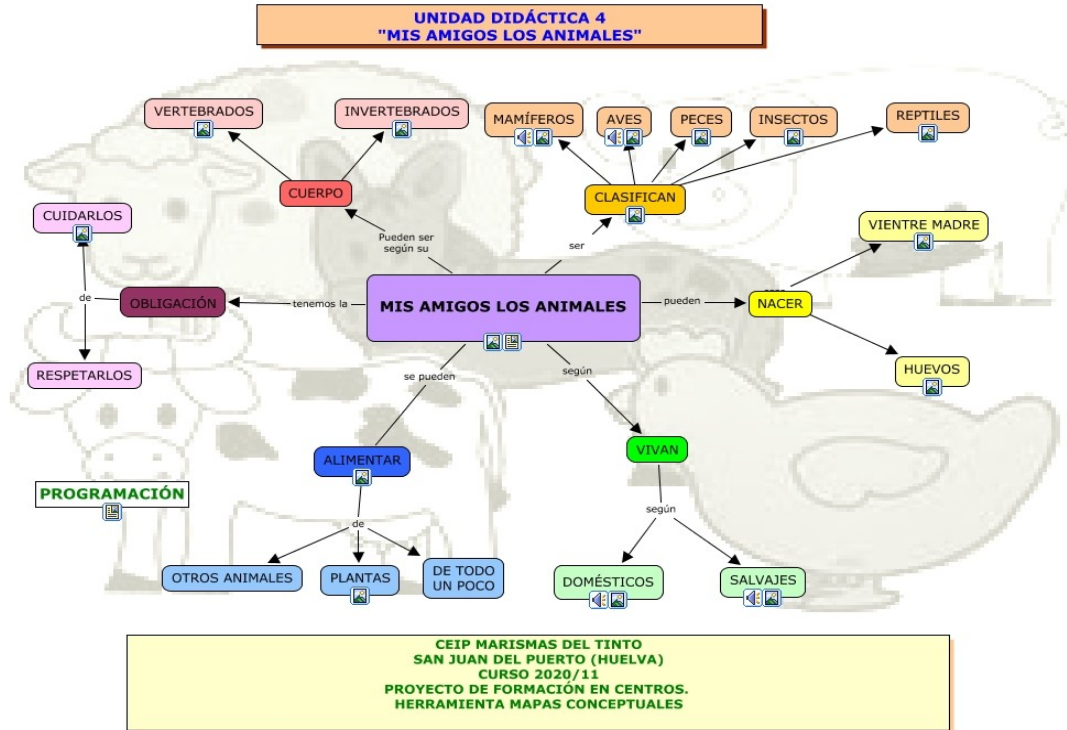 UNIDAD DIDÁCTICA 4
"MIS AMIGOS LOS ANIMALES"
VERTEBRADOS
INVERTEBRADOS
MAMÍFEROS
AVES
PECES
INSECTOS
REPTILES
CUERPO
CLASIFICAN
CUIDARLOS
VIENTRE MADRE
Pueden ser
según su
ser
de
OBLIGACIÓN
tenemos la
MIS AMIGOS LOS ANIMALES
pueden
NACER
RESPETARLOS
se pueden
según
HUEVOS
ALIMENTAR
VIVAN
PROGRAMACIÓN
de
según
OTROS ANIMALES
PLANTAS
DE TODO
UN POCO
DOMÉSTICOS
SALVAJES
CEIP MARISMAS DEL TINTO
SAN JUAN DEL PUERTO (HUELVA)
CURSO 2020/11
PROYECTO DE FORMACIÓN EN CENTROS.
HERRAMIENTA MAPAS CONCEPTUALES